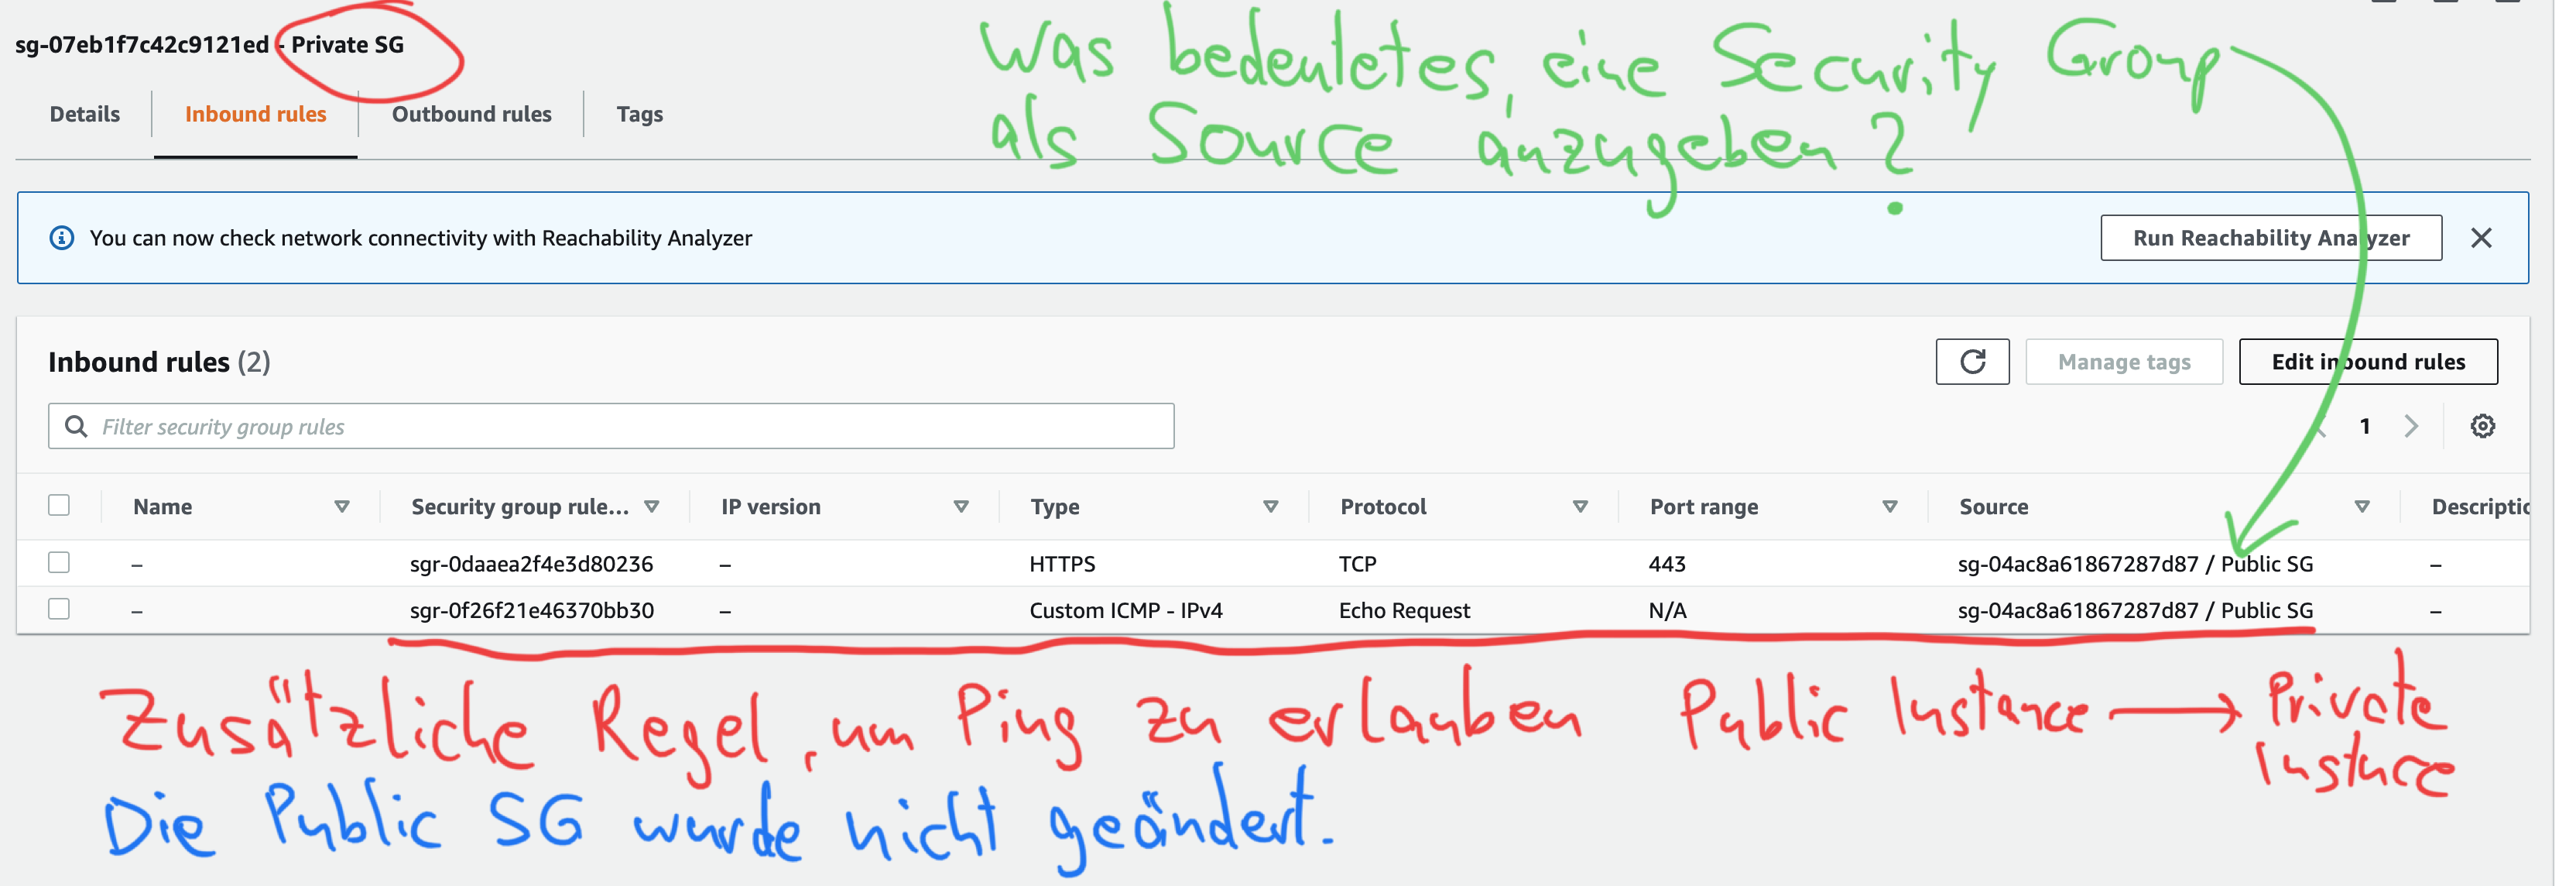 Was bedeutet es, eine Security Group
als Source anzugeben?
sg-07eb1f7c42c9121ed - Private SG
Details Inbound rules Outbound rules Tags
You can now check network connectivity with Reachability Analyzer Run Reachability Analyzer
Inbound rules (2) Manage tags Edit inbound rules
Filter security group rules 1
Name Security group rule... IP version Type Protocol Port range Source Descriptio
– sgr-0daaea2f4e3d80236 – HTTPS TCP 443 sg-04ac8a61867287d87 / Public SG –
– sgr-0f26f21e46370bb30 – Custom ICMP - IPv4 Echo Request N/A sg-04ac8a61867287d87 / Public SG –
Zusätzliche Regel, um Ping zu erlauben Public Instance → Private
Instnce
Die Public SG wurde nicht geändert.